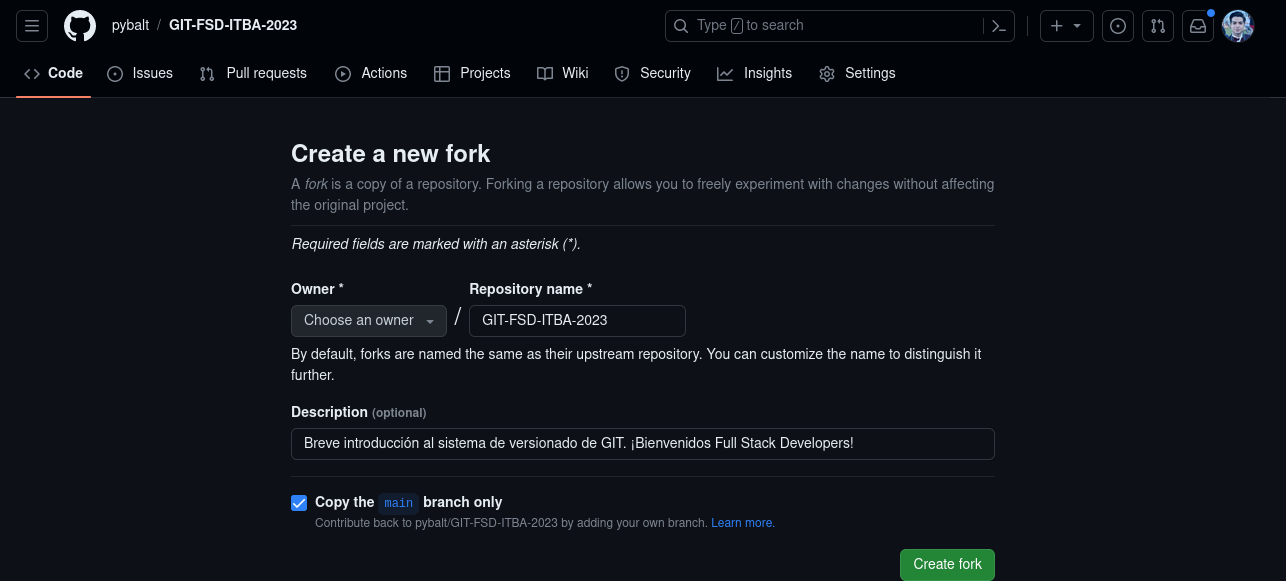 pybalt / GIT-FSD-ITBA-2023
Type / to search
Code Issues Pull requests Actions Projects Wiki Security Insights Settings
Create a new fork
A fork is a copy of a repository. Forking a repository allows you to freely experiment with changes without affecting
the original project.
Required fields are marked with an asterisk (*).
Owner * Repository name *
Choose an owner / GIT-FSD-ITBA-2023
By default, forks are named the same as their upstream repository. You can customize the name to distinguish it
further.
Description (optional)
Breve introducción al sistema de versionado de GIT. ¡Bienvenidos Full Stack Developers!
Copy the main branch only
Contribute back to pybalt/GIT-FSD-ITBA-2023 by adding your own branch. Learn more.
Create fork